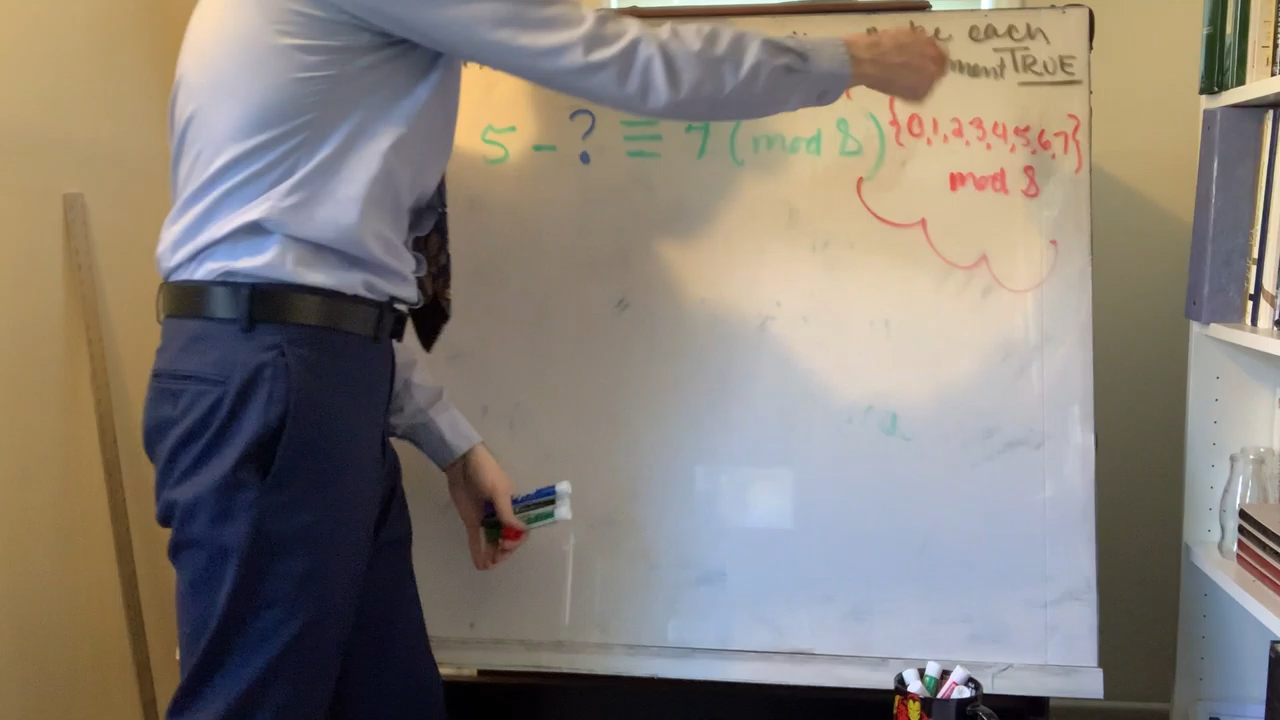 each
TRUE
5 - ? ≡ 7 (mod 8) {0,1,2,3,4,5,6,7}
mod 8